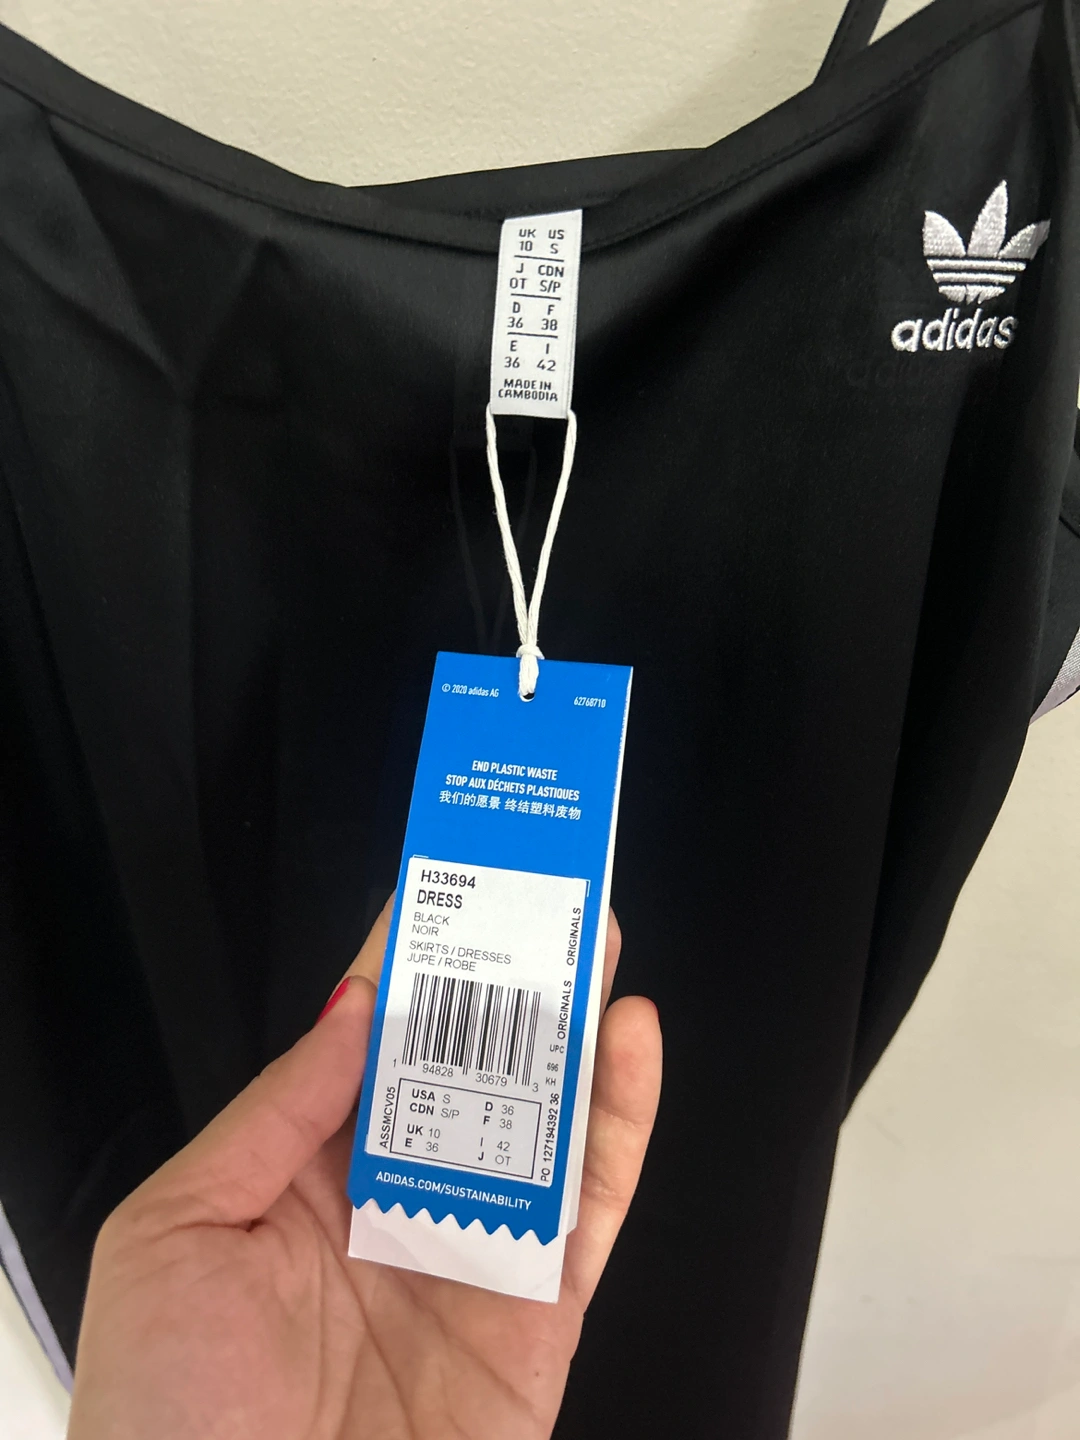 UK US
10 S
J CDN
OT S/P
D F
36 38
E I
36 42
MADE IN
CAMBODIA
adidas
© 2020 adidas AG
62768710
END PLASTIC WASTE
STOP AUX DÉCHETS PLASTIQUES
我们的愿景 终结塑料废物
H33694
DRESS
BLACK
NOIR
SKIRTS / DRESSES
JUPE / ROBE
ORIGINALS ORIGINALS
UPC
696
KH
1 94828 30679 3
ASSMCV05
USA S D 36
CDN S/P F 38
UK 10 I 42
E 36 J OT
PO 127194392 36
ADIDAS.COM/SUSTAINABILITY